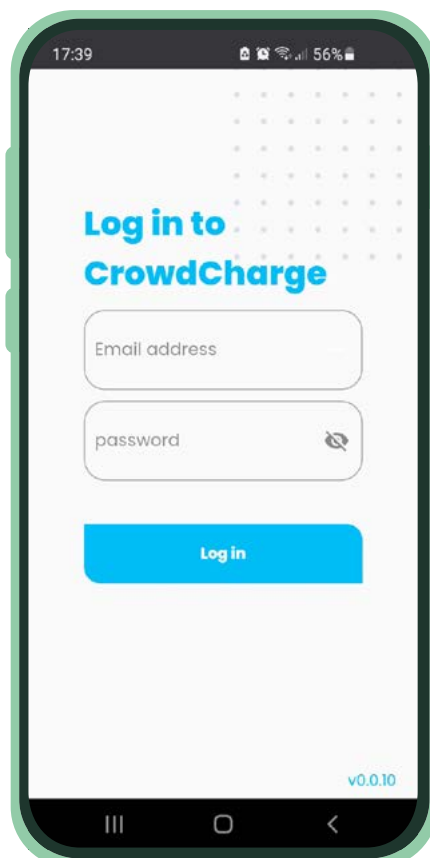 17:39 56%
Log in to
CrowdCharge
Email address
password
Log in
v0.0.10